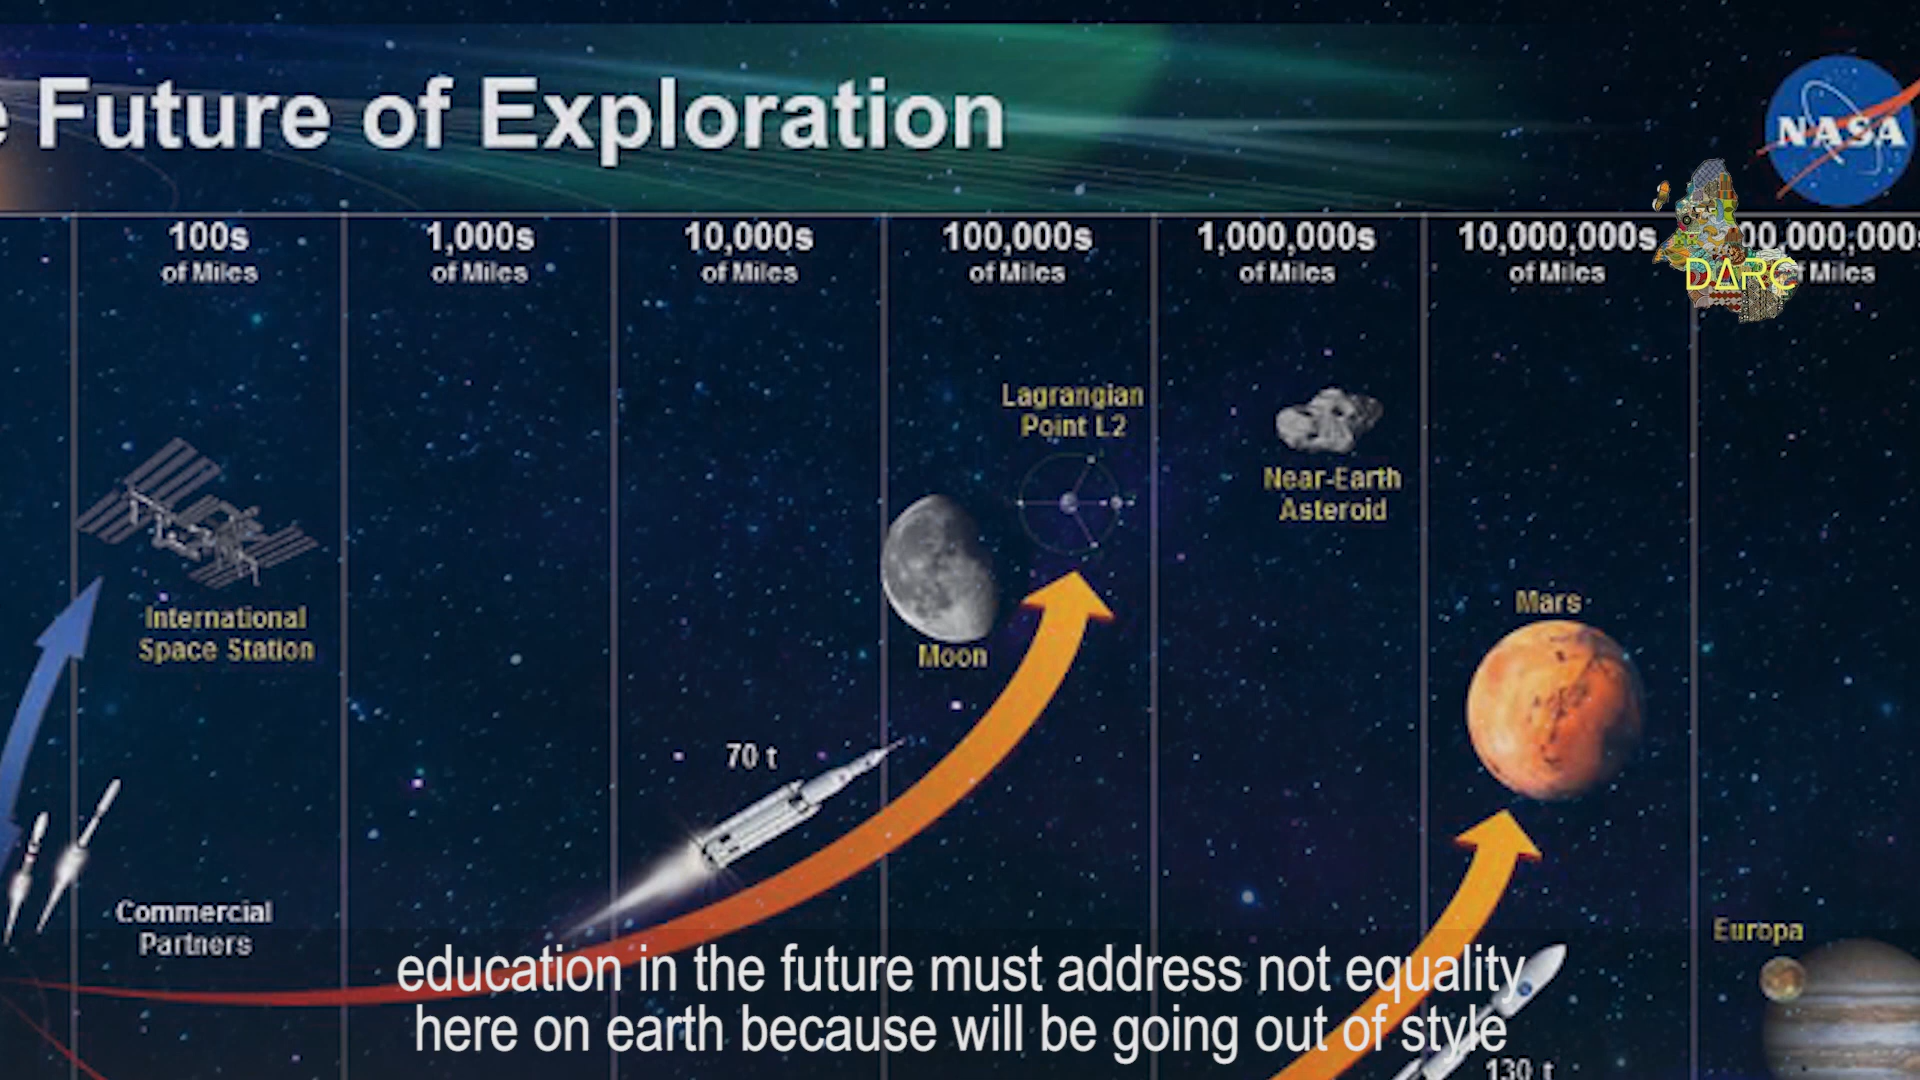 e Future of Exploration
NASA
100s
of Miles
1,000s
of Miles
10,000s
of Miles
100,000s
of Miles
1,000,000s
of Miles
10,000,000s
of Miles
00,000,000s
f Miles
DARC
Lagrangian
Point L2
Near-Earth
Asteroid
International
Space Station
Moon
Mars
70 t
Commercial
Partners
Europa
education in the future must address not equality
here on earth because will be going out of style
130 t